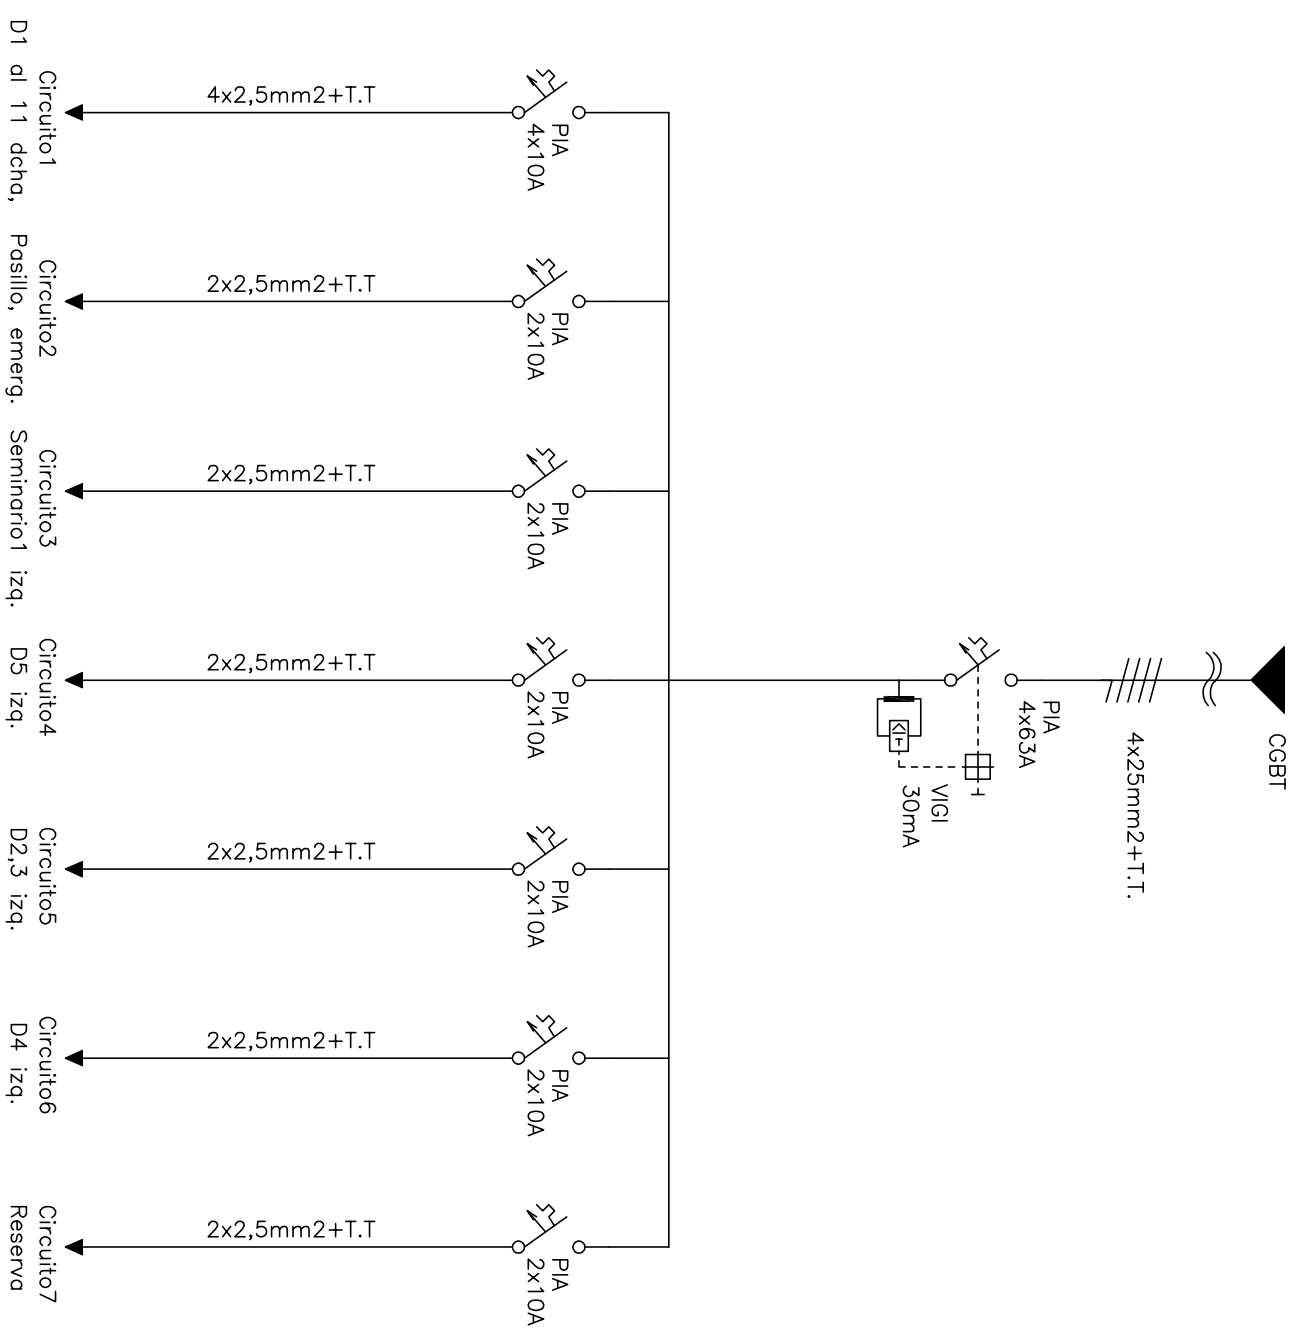 CGBT
4x25mm2+T.T.
PIA
4x63A
VIGI
30mA
PIA
4x10A
4x2,5mm2+T.T
Circuito1
D1 al 11 dcha,
PIA
2x10A
2x2,5mm2+T.T
Circuito2
Pasillo, emerg.
PIA
2x10A
2x2,5mm2+T.T
Circuito3
Seminario1 izq.
PIA
2x10A
2x2,5mm2+T.T
Circuito4
D5 izq.
PIA
2x10A
2x2,5mm2+T.T
Circuito5
D2,3 izq.
PIA
2x10A
2x2,5mm2+T.T
Circuito6
D4 izq.
PIA
2x10A
2x2,5mm2+T.T
Circuito7
Reserva